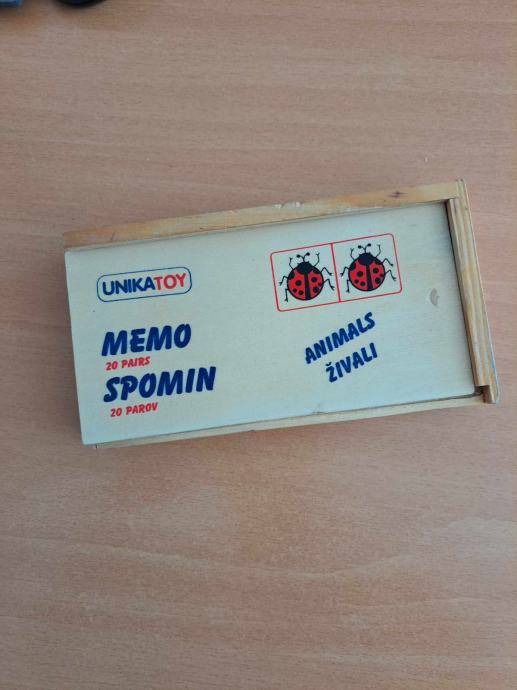 UNIKATOY
MEMO
20 PAIRS
SPOMIN
20 PAROV
ANIMALS
ŽIVALI